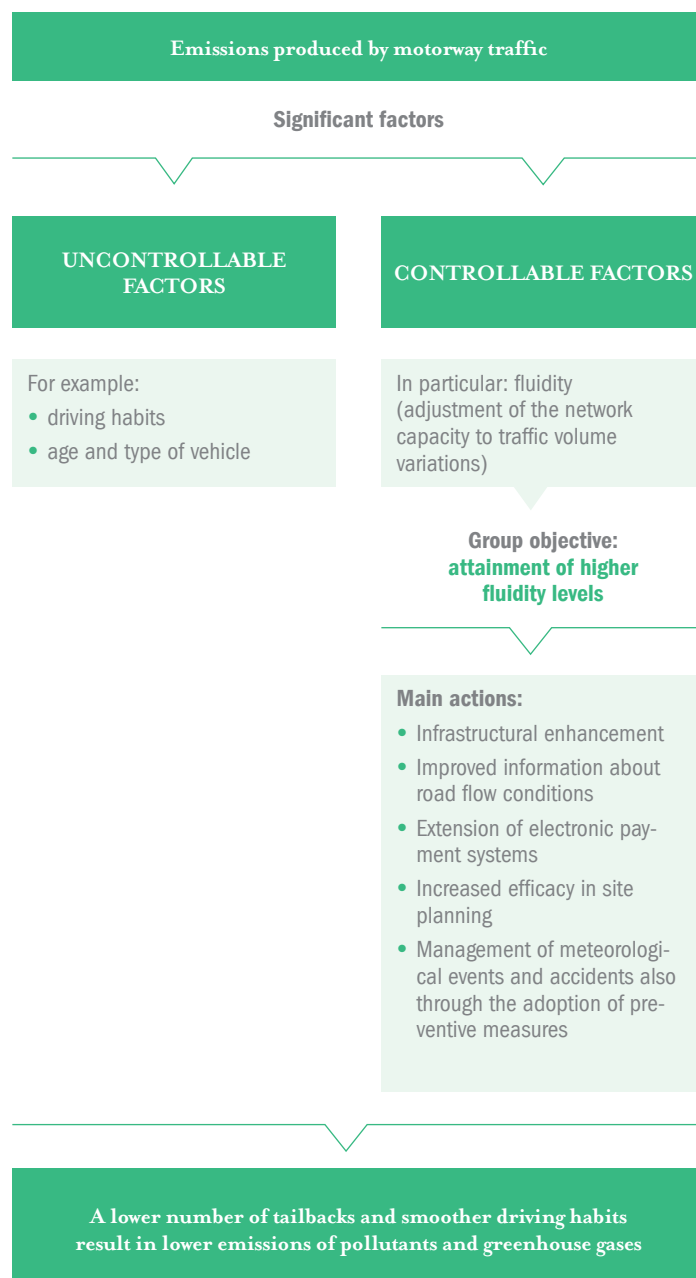 Emissions produced by motorway traffic
Significant factors
UNCONTROLLABLE
FACTORS
For example:
• driving habits
• age and type of vehicle
CONTROLLABLE FACTORS
In particular: fluidity
(adjustment of the network
capacity to traffic volume
variations)
Group objective:
attainment of higher
fluidity levels
Main actions:
• Infrastructural enhancement
• Improved information about
road flow conditions
• Extension of electronic pay-
ment systems
• Increased efficacy in site
planning
• Management of meteorologi-
cal events and accidents also
through the adoption of pre-
ventive measures
A lower number of tailbacks and smoother driving habits
result in lower emissions of pollutants and greenhouse gases